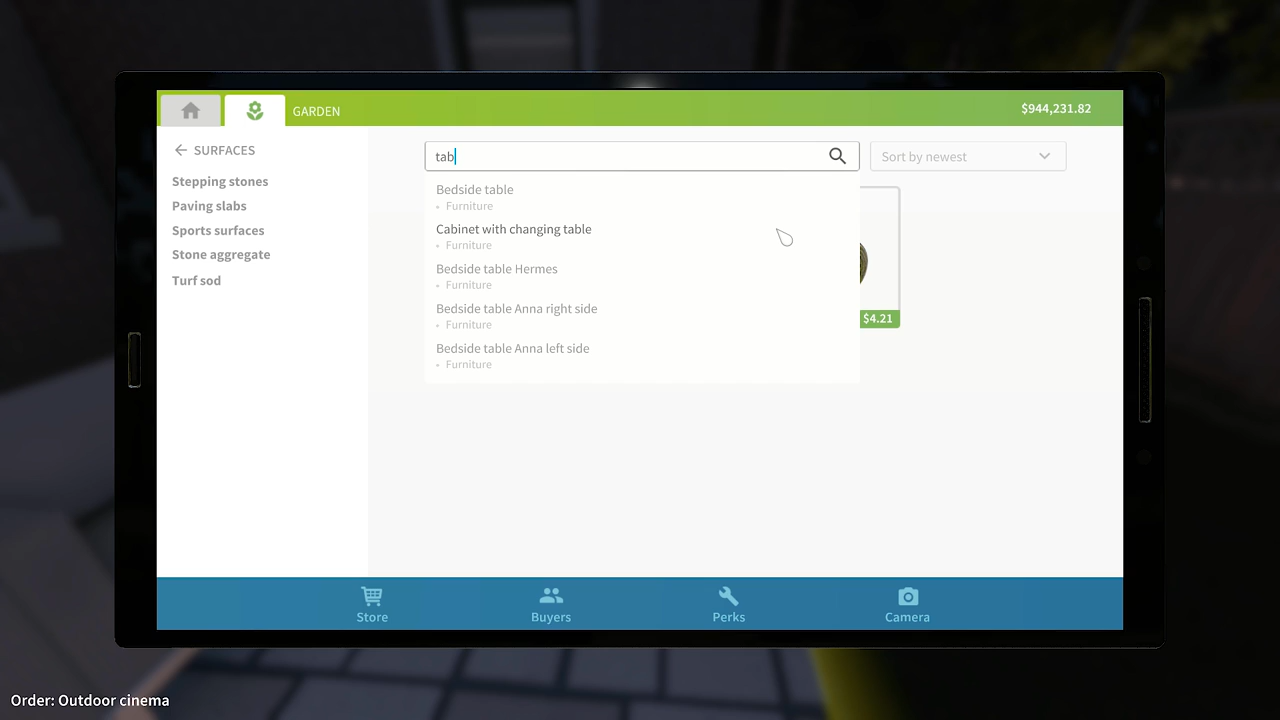 GARDEN
$944,231.82
SURFACES
Stepping stones
Paving slabs
Sports surfaces
Stone aggregate
Turf sod
tab
Sort by newest
Bedside table
Furniture
Cabinet with changing table
Furniture
Bedside table Hermes
Furniture
Bedside table Anna right side
Furniture
Bedside table Anna left side
Furniture
$4.21
Store
Buyers
Perks
Camera
Order: Outdoor cinema